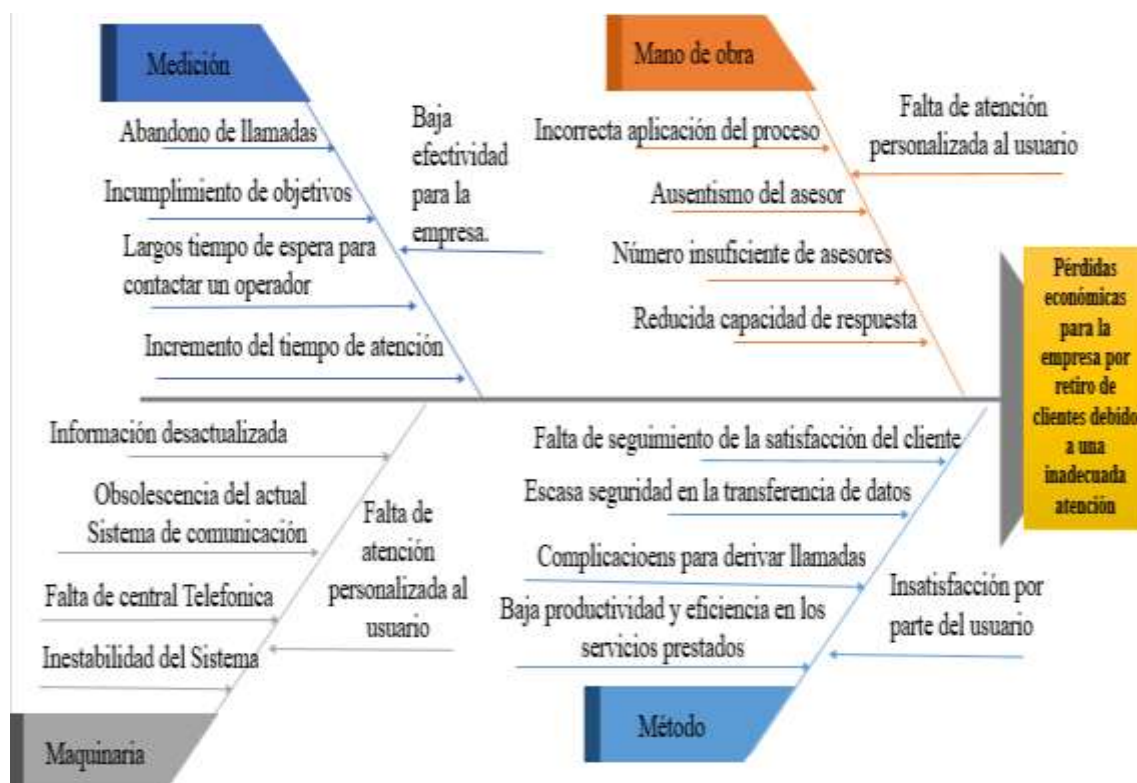 Medición
Abandono de llamadas
Incumplimiento de objetivos
Largos tiempo de espera para
contactar un operador
Incremento del tiempo de atención
Baja
efectividad
para la
empresa.
Mano de obra
Incorrecta aplicación del proceso
Ausentismo del asesor
Número insuficiente de asesores
Reducida capacidad de respuesta
Falta de atención
personalizada al usuario
Pérdidas
económicas
para la
empresa por
retiro de
clientes debido
a una
inadecuada
atención
Información desactualizada
Obsolescencia del actual
Sistema de comunicación
Falta de central Telefonica
Inestabilidad del Sistema
Falta de
atención
personalizada al
usuario
Maquinaria
Falta de seguimiento de la satisfacción del cliente
Escasa seguridad en la transferencia de datos
Complicacioens para derivar llamadas
Baja productividad y eficiencia en los
servicios prestados
Insatisfacción por
parte del usuario
Método